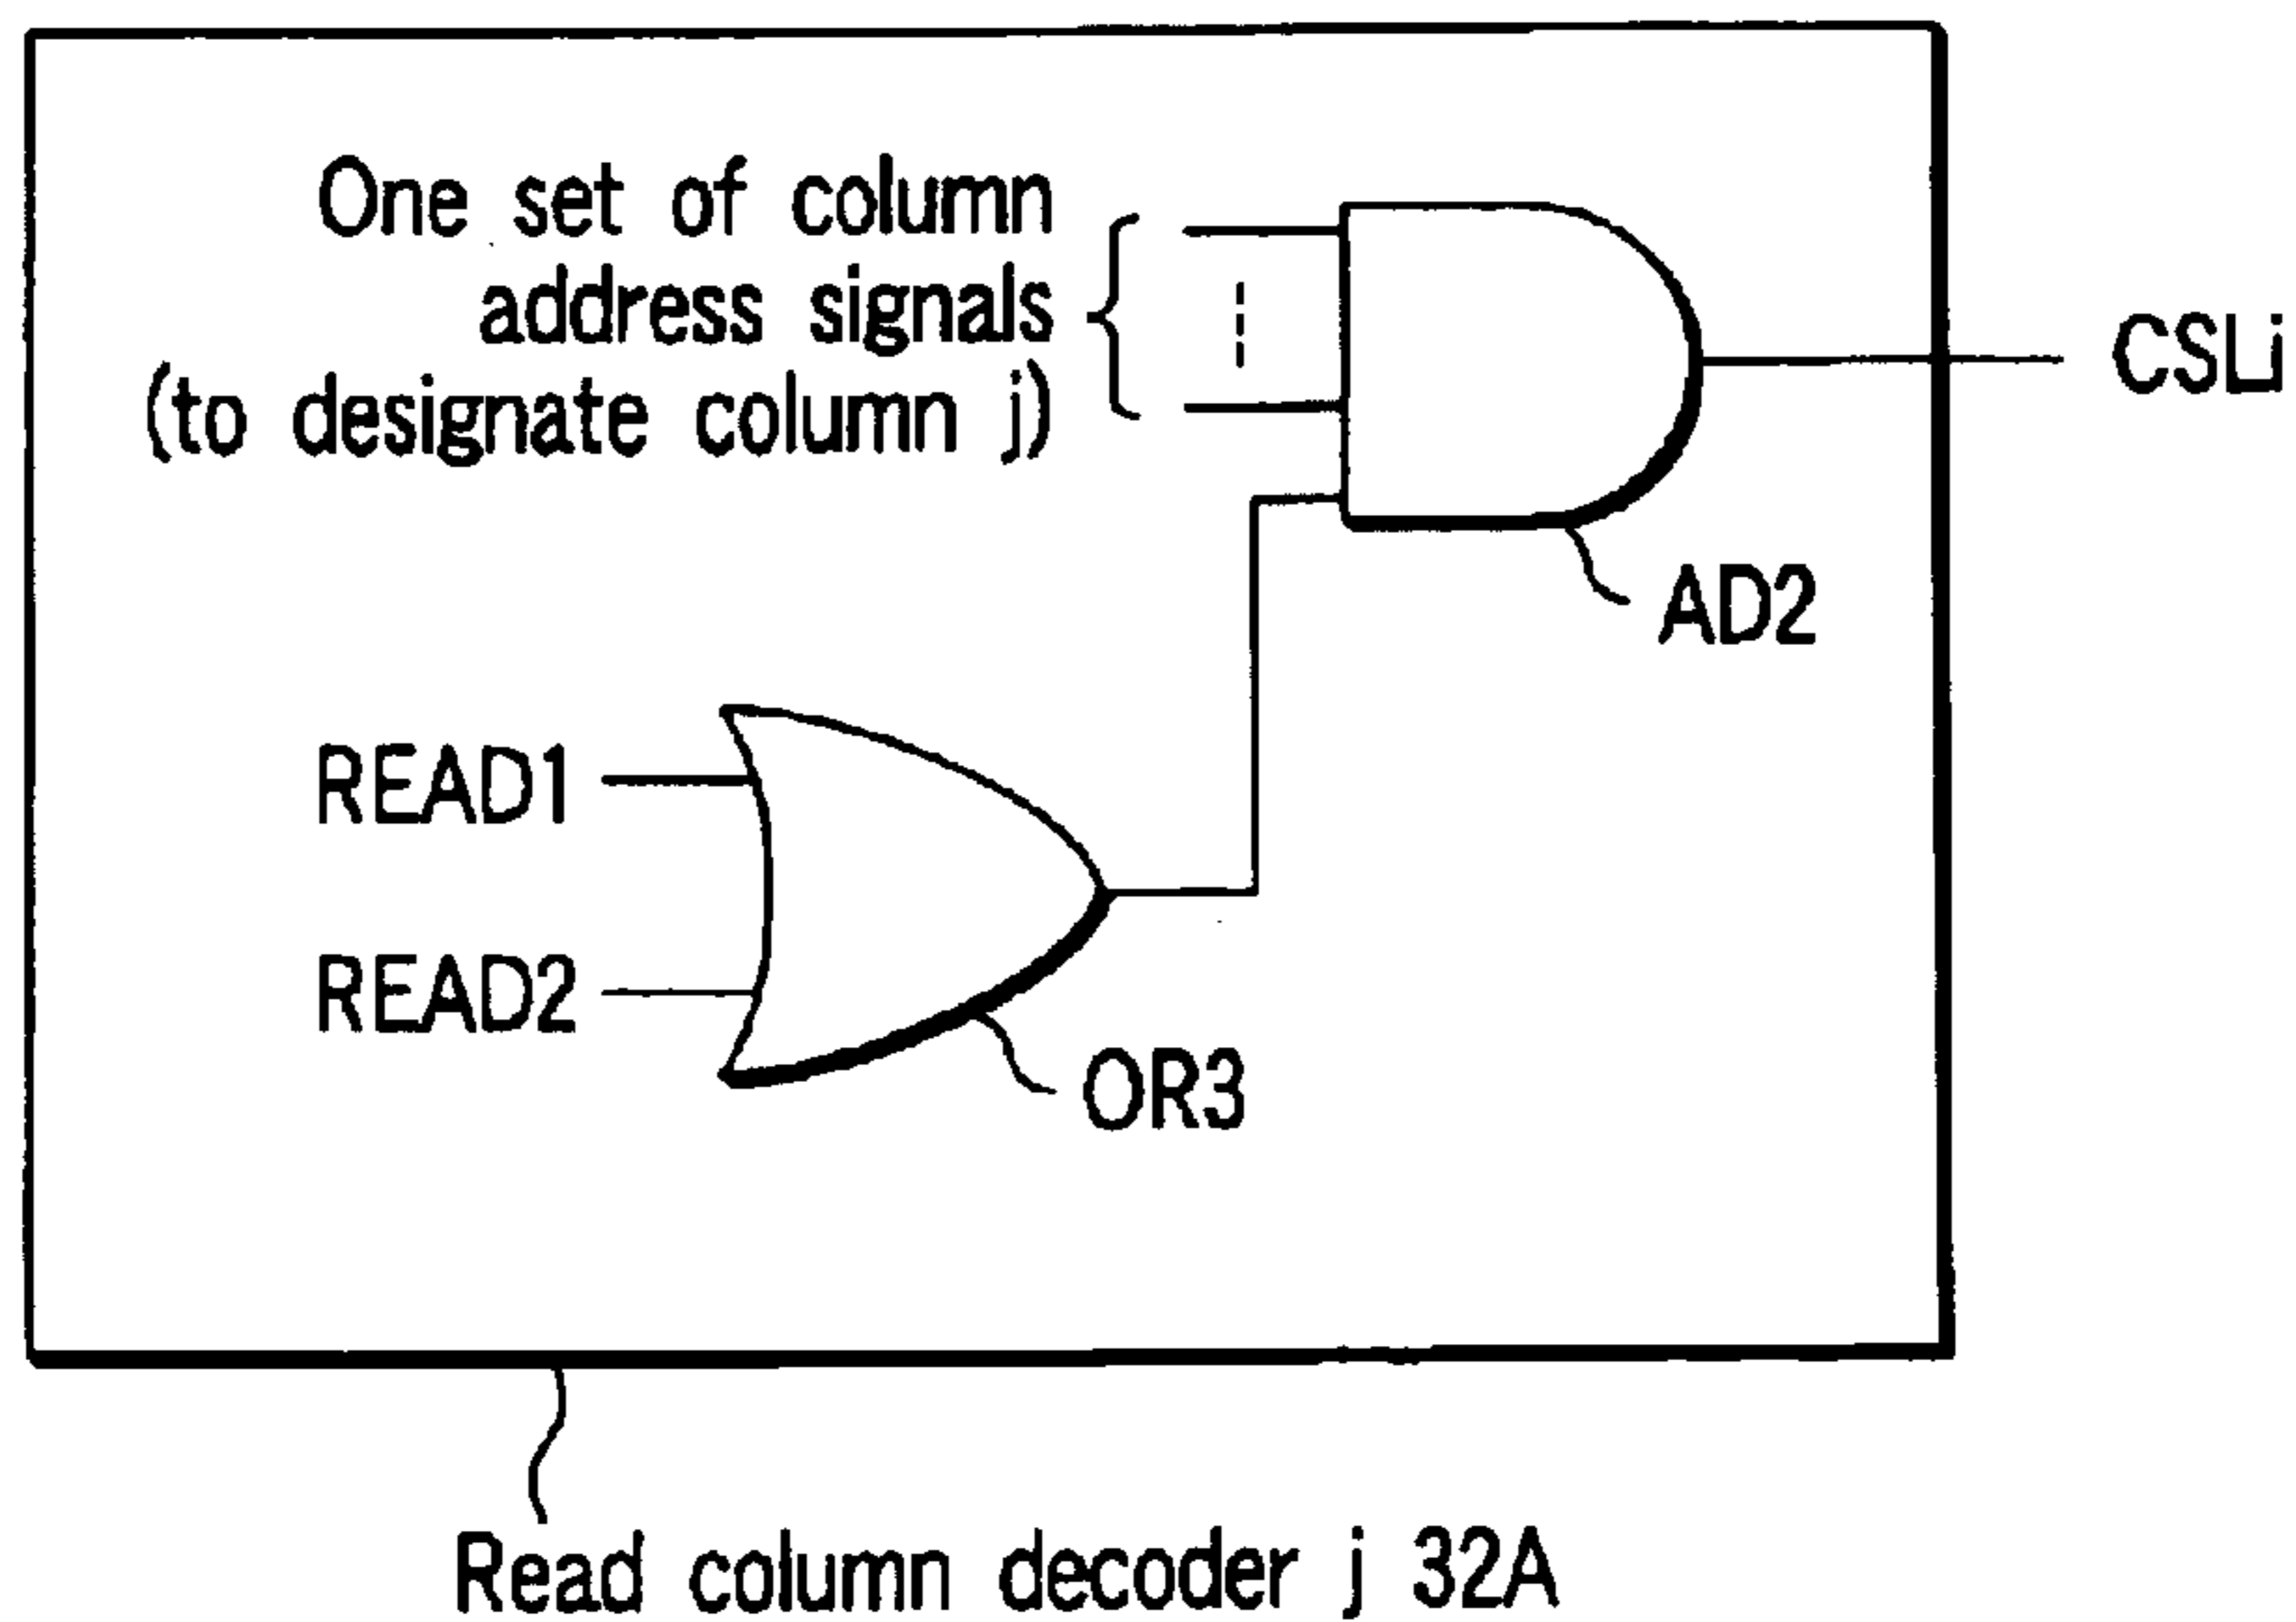 One set of column
address signals
(to designate column j)
CSLi
AD2
READ1
READ2
OR3
Read column decoder j 32A